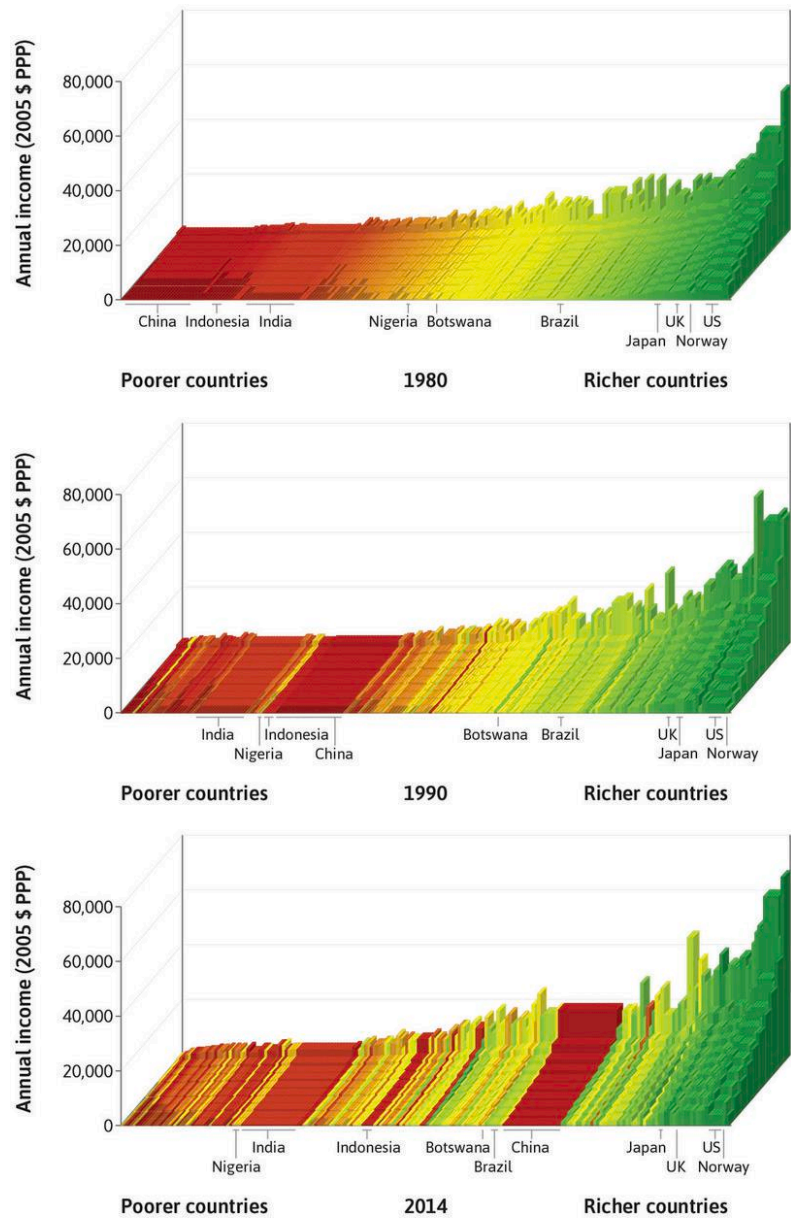 Annual income (2005 $ PPP)
80,000
60,000
40,000
20,000
0
China Indonesia India Nigeria Botswana Brazil UK US
Japan Norway
Poorer countries 1980 Richer countries
Annual income (2005 $ PPP)
80,000
60,000
40,000
20,000
0
India Indonesia Botswana Brazil UK US
Nigeria China Japan Norway
Poorer countries 1990 Richer countries
Annual income (2005 $ PPP)
80,000
60,000
40,000
20,000
0
India Indonesia Botswana China Japan US
Nigeria Brazil UK Norway
Poorer countries 2014 Richer countries